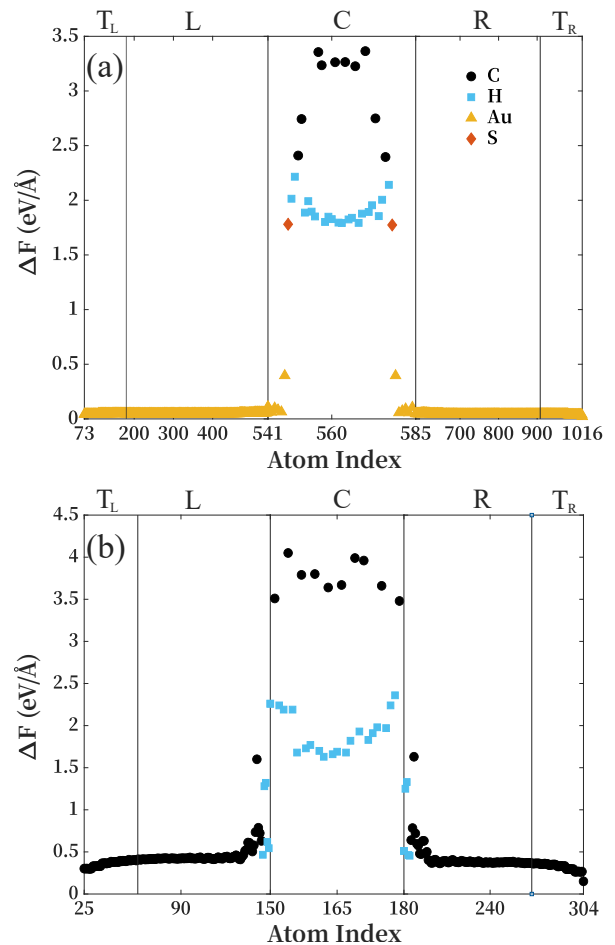 T_L L C R T_R
(a)
3.5
3
2.5
2
1.5
1
0.5
0
ΔF (eV/Å)
C
H
Au
S
73 200 300 400 541 560 585 700 800 900 1016
Atom Index
T_L L C R T_R
(b)
4.5
4
3.5
3
2.5
2
1.5
1
0.5
0
ΔF (eV/Å)
25 90 150 165 180 240 304
Atom Index